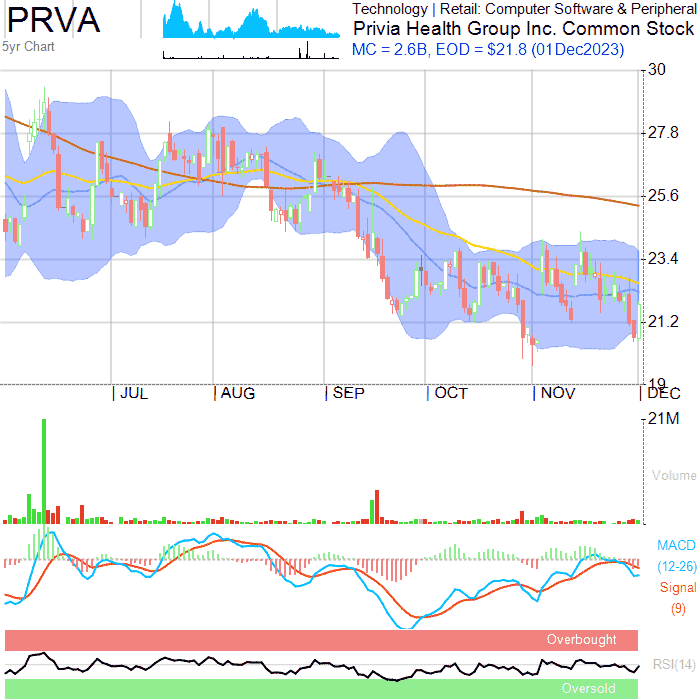 PRVA
5yr Chart
Technology | Retail: Computer Software & Peripheral
Privia Health Group Inc. Common Stock
MC = 2.6B, EOD = $21.8 (01Dec2023)
30
27.8
25.6
23.4
21.2
19
JUL
AUG
SEP
OCT
NOV
DEC
21M
Volume
MACD
(12-26)
Signal
(9)
Overbought
RSI(14)
Oversold